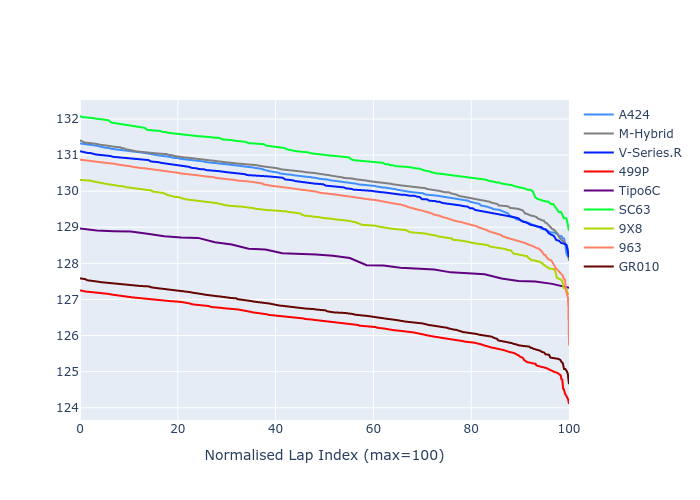 132
131
130
129
128
127
126
125
124
0 20 40 60 80 100
Normalised Lap Index (max=100)
A424
M-Hybrid
V-Series.R
499P
Tipo6C
SC63
9X8
963
GR010